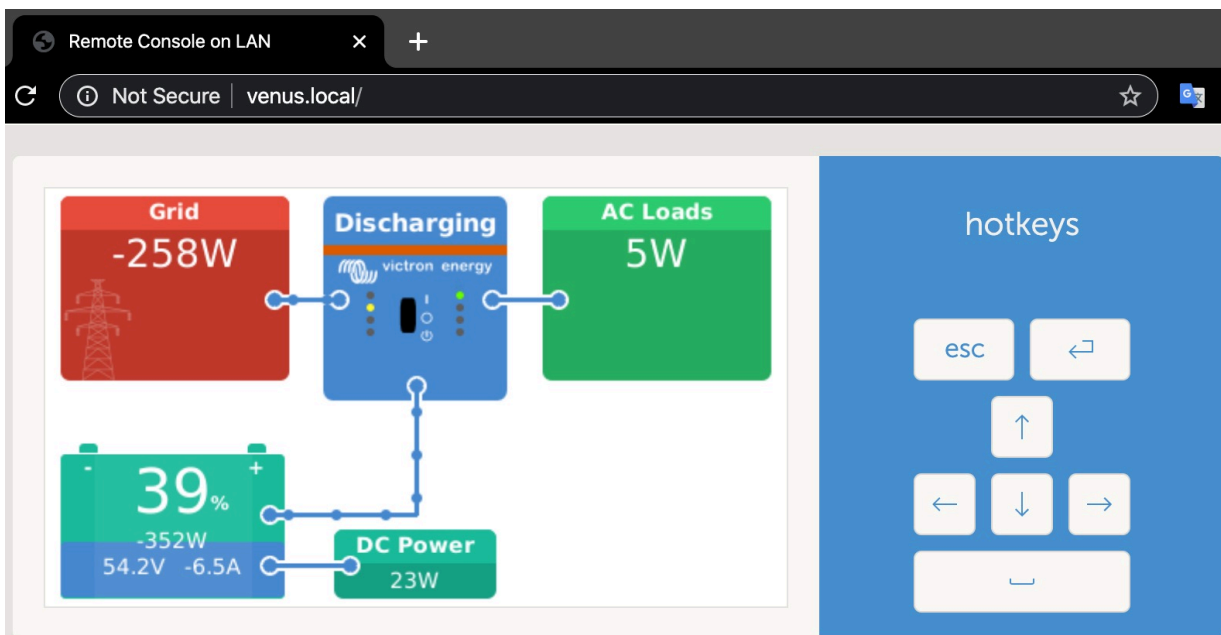 Remote Console on LAN
Not Secure venus.local/
Grid
-258W
Discharging
victron energy
AC Loads
5W
hotkeys
esc
- +
39%
-352W
54.2V -6.5A
DC Power
23W